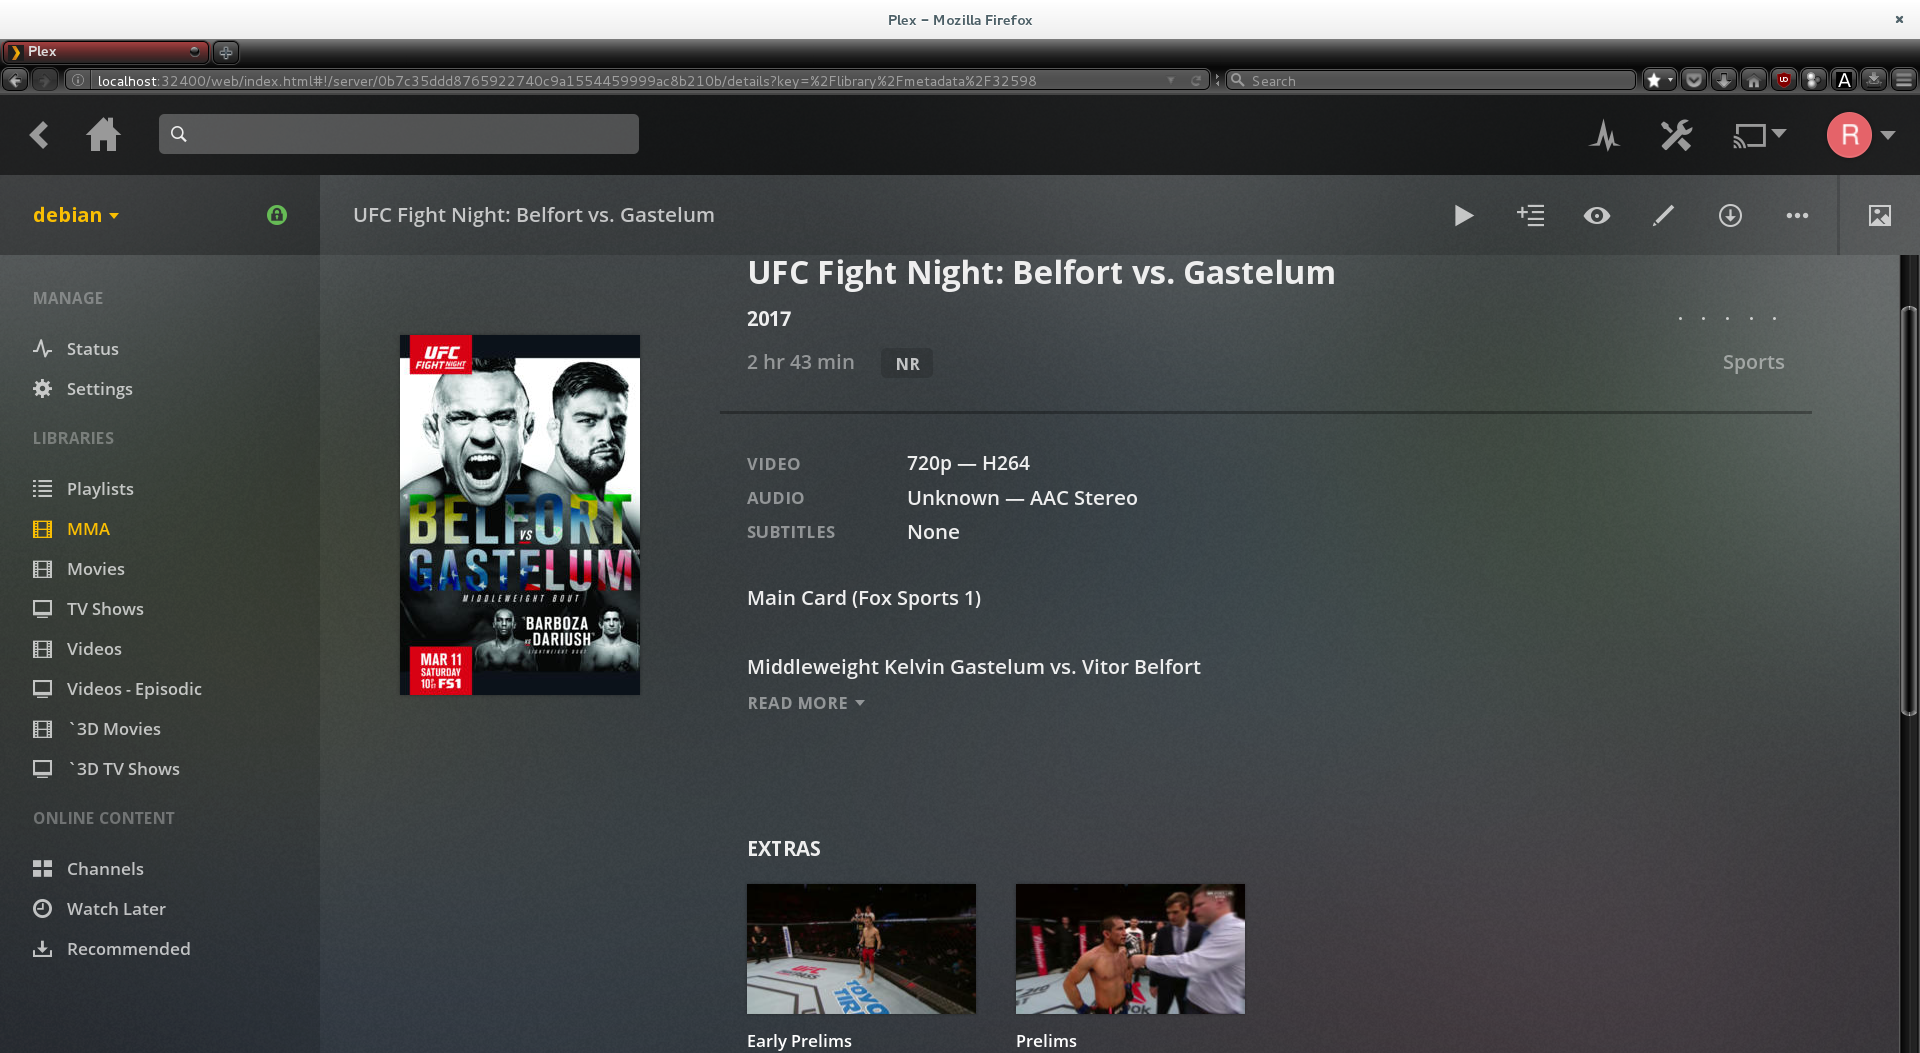 Plex – Mozilla Firefox
Plex
localhost:32400/web/index.html#!/server/0b7c35ddd8765922740c9a1554459999ac8b210b/details?key=%2Flibrary%2Fmetadata%2F32598
Search
A
R
debian
UFC Fight Night: Belfort vs. Gastelum
MANAGE
Status
Settings
LIBRARIES
Playlists
MMA
Movies
TV Shows
Videos
Videos - Episodic
`3D Movies
`3D TV Shows
ONLINE CONTENT
Channels
Watch Later
Recommended
UFC
FIGHT NIGHT
BELFORT
VS
GASTELUM
MIDDLEWEIGHT BOUT
BARBOZA
VS
DARIUSH
LIGHTWEIGHT BOUT
MAR 11
SATURDAY
FS1
UFC Fight Night: Belfort vs. Gastelum
2017
2 hr 43 min NR
Sports
VIDEO 720p — H264
AUDIO Unknown — AAC Stereo
SUBTITLES None
Main Card (Fox Sports 1)
Middleweight Kelvin Gastelum vs. Vitor Belfort
READ MORE
EXTRAS
UFC
TOYO
TIRES
Early Prelims
Prelims